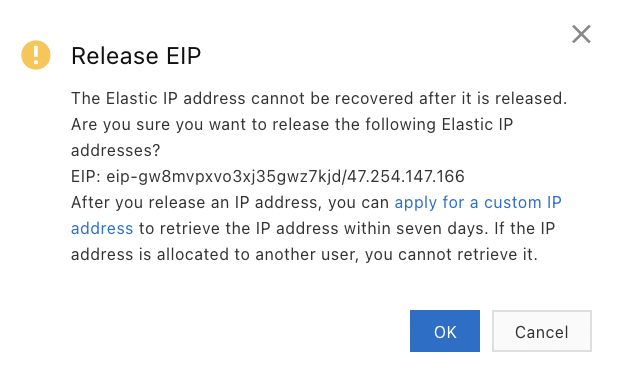 Release EIP
The Elastic IP address cannot be recovered after it is released.
Are you sure you want to release the following Elastic IP
addresses?
EIP: eip-gw8mvpxvo3xj35gwz7kjd/47.254.147.166
After you release an IP address, you can apply for a custom IP
address to retrieve the IP address within seven days. If the IP
address is allocated to another user, you cannot retrieve it.
OK
Cancel